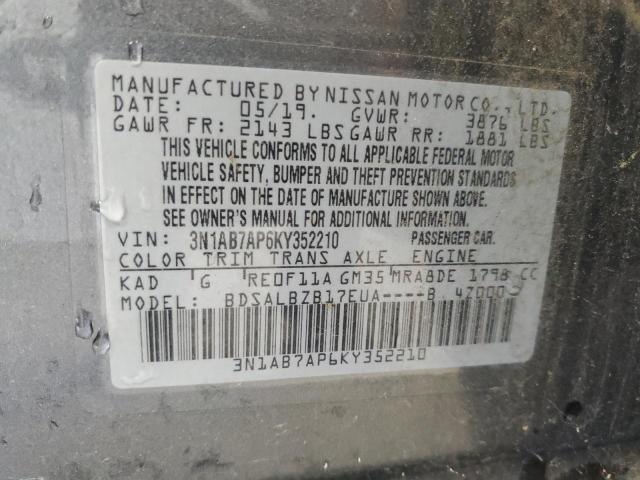 MANUFACTURED BY NISSAN MOTOR CO., LTD.
DATE: 05/19. GVWR: 3876 LBS
GAWR FR: 2143 LBS GAWR RR: 1881 LBS
THIS VEHICLE CONFORMS TO ALL APPLICABLE FEDERAL MOTOR
VEHICLE SAFETY, BUMPER AND THEFT PREVENTION STANDARDS
IN EFFECT ON THE DATE OF MANUFACTURE SHOWN ABOVE.
SEE OWNER'S MANUAL FOR ADDITIONAL INFORMATION.
VIN: 3N1AB7AP6KY352210 PASSENGER CAR.
COLOR TRIM TRANS AXLE ENGINE
KAD G RE0F11A GM35 MRA8DE 1798 CC
MODEL: BDSALBZB17EUA----B 4Z000
3N1AB7AP6KY352210